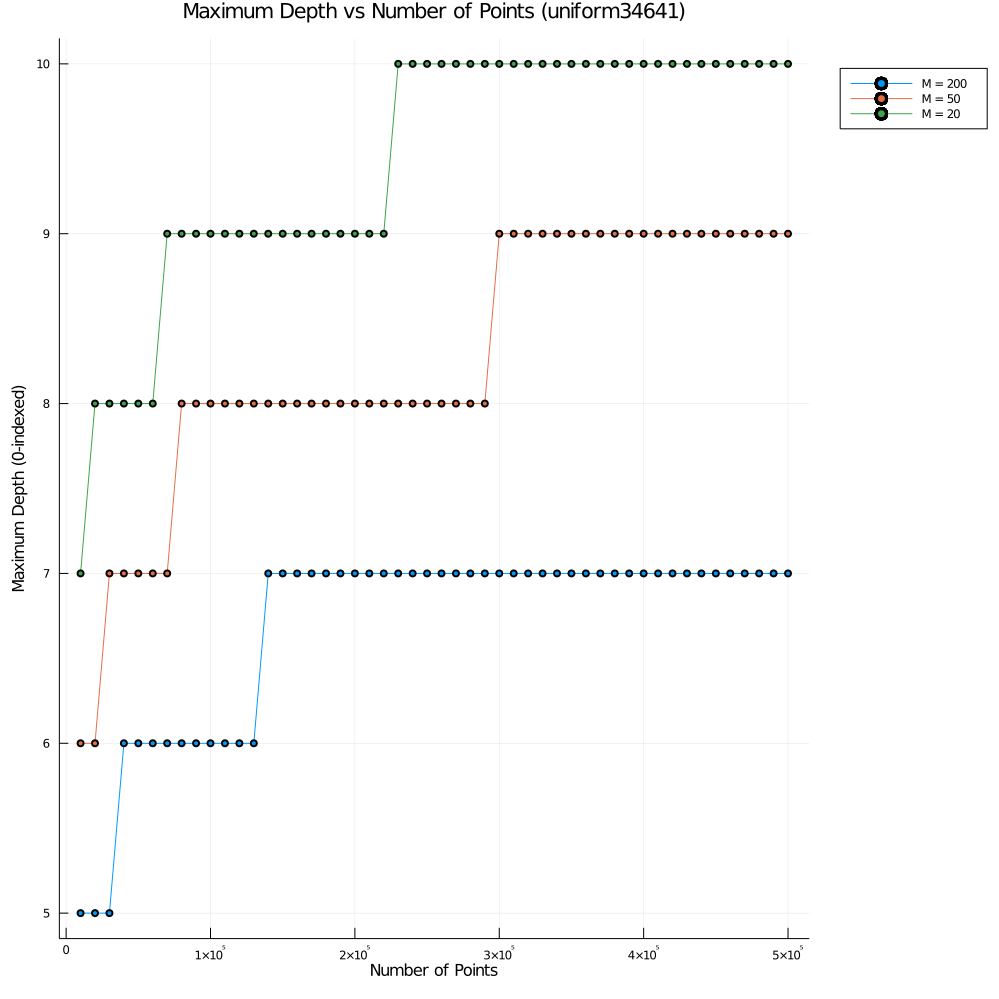 Maximum Depth vs Number of Points (uniform34641)
M = 200
M = 50
M = 20
Maximum Depth (0-indexed)
10
9
8
7
6
5
0 1×10⁵ 2×10⁵ 3×10⁵ 4×10⁵ 5×10⁵
Number of Points